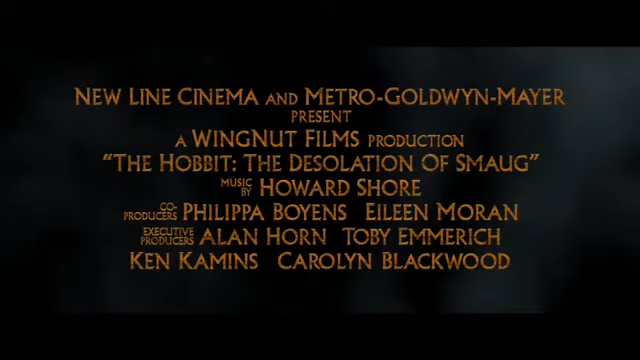 NEW LINE CINEMA AND METRO-GOLDWYN-MAYER
PRESENT
A WINGNUT FILMS PRODUCTION
“THE HOBBIT: THE DESOLATION OF SMAUG”
MUSIC BY HOWARD SHORE
CO-PRODUCERS PHILIPPA BOYENS EILEEN MORAN
EXECUTIVE PRODUCERS ALAN HORN TOBY EMMERICH
KEN KAMINS CAROLYN BLACKWOOD